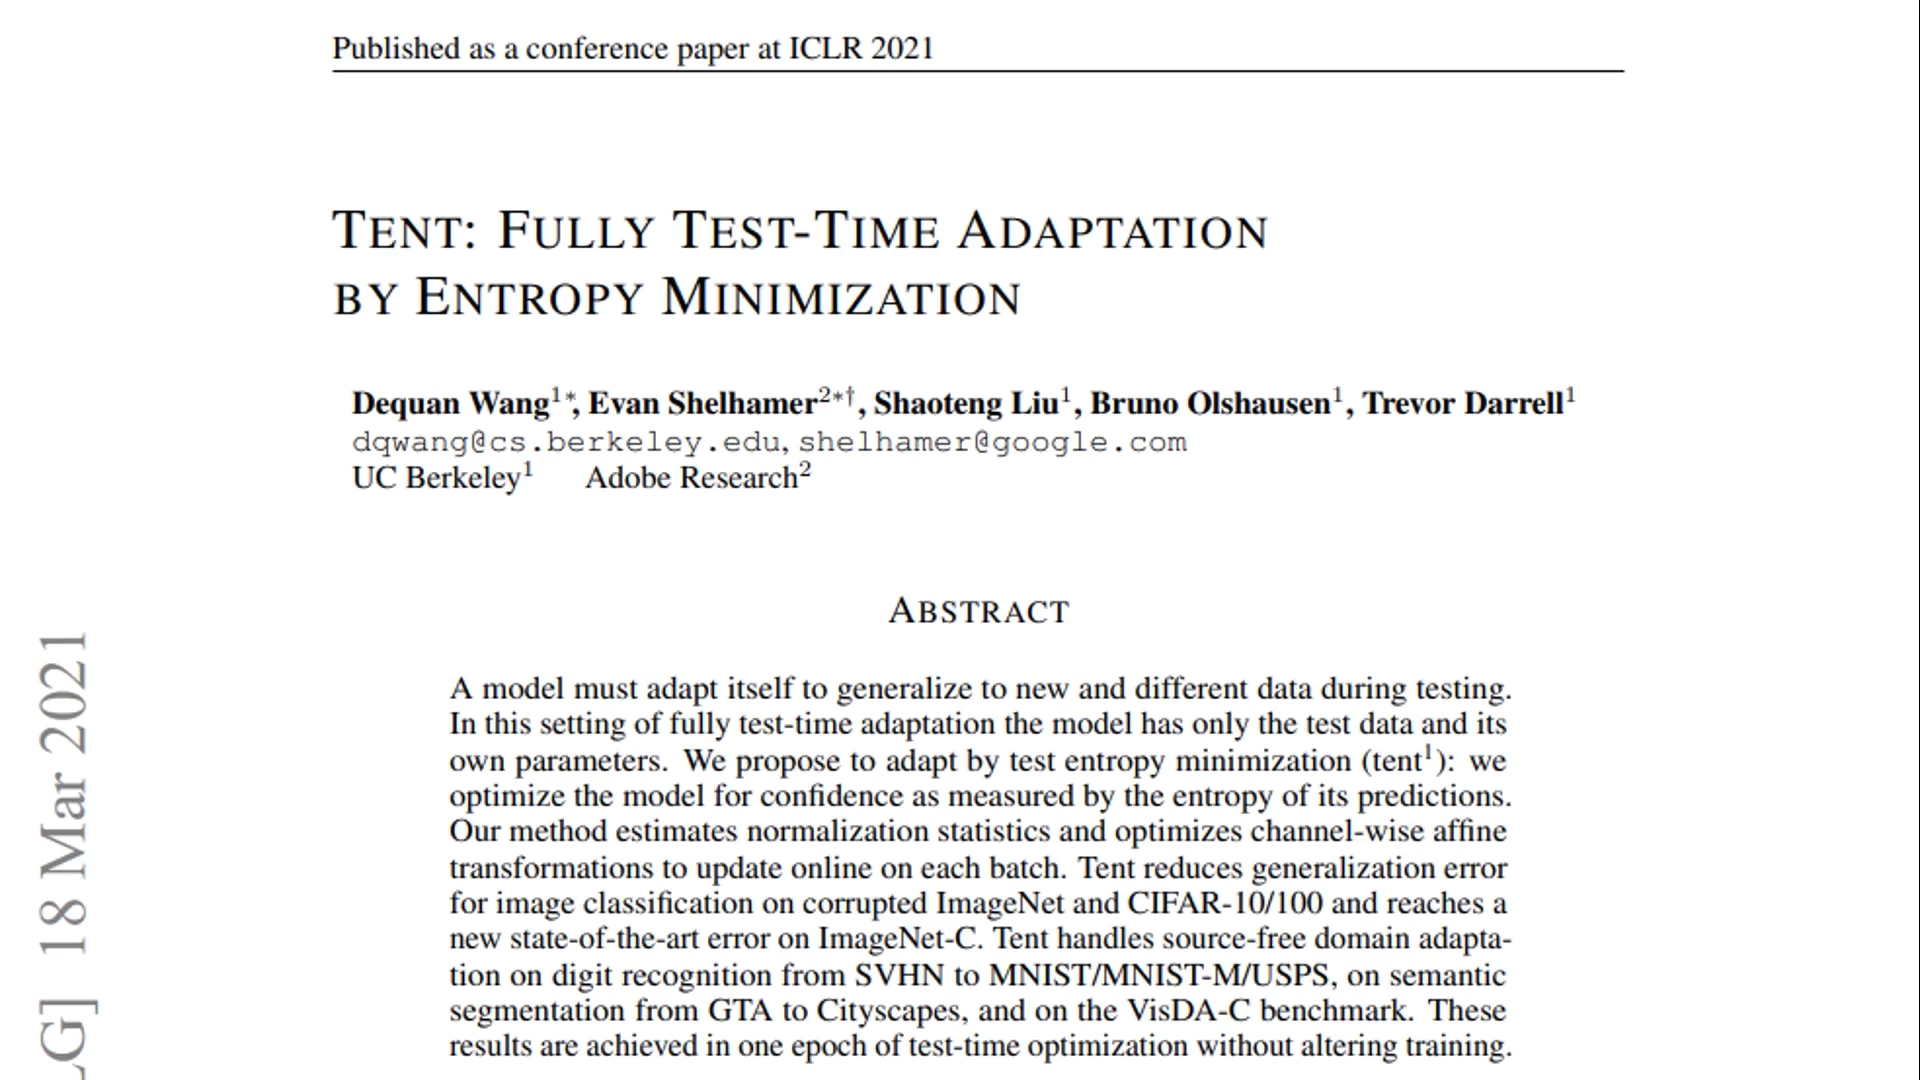 Published as a conference paper at ICLR 2021
TENT: FULLY TEST-TIME ADAPTATION
BY ENTROPY MINIMIZATION
Dequan Wang¹*, Evan Shelhamer²*†, Shaoteng Liu¹, Bruno Olshausen¹, Trevor Darrell¹
dqwang@cs.berkeley.edu, shelhamer@google.com
UC Berkeley¹ Adobe Research²
ABSTRACT
A model must adapt itself to generalize to new and different data during testing.
In this setting of fully test-time adaptation the model has only the test data and its
own parameters. We propose to adapt by test entropy minimization (tent¹): we
optimize the model for confidence as measured by the entropy of its predictions.
Our method estimates normalization statistics and optimizes channel-wise affine
transformations to update online on each batch. Tent reduces generalization error
for image classification on corrupted ImageNet and CIFAR-10/100 and reaches a
new state-of-the-art error on ImageNet-C. Tent handles source-free domain adapta-
tion on digit recognition from SVHN to MNIST/MNIST-M/USPS, on semantic
segmentation from GTA to Cityscapes, and on the VisDA-C benchmark. These
results are achieved in one epoch of test-time optimization without altering training.
LG] 18 Mar 2021